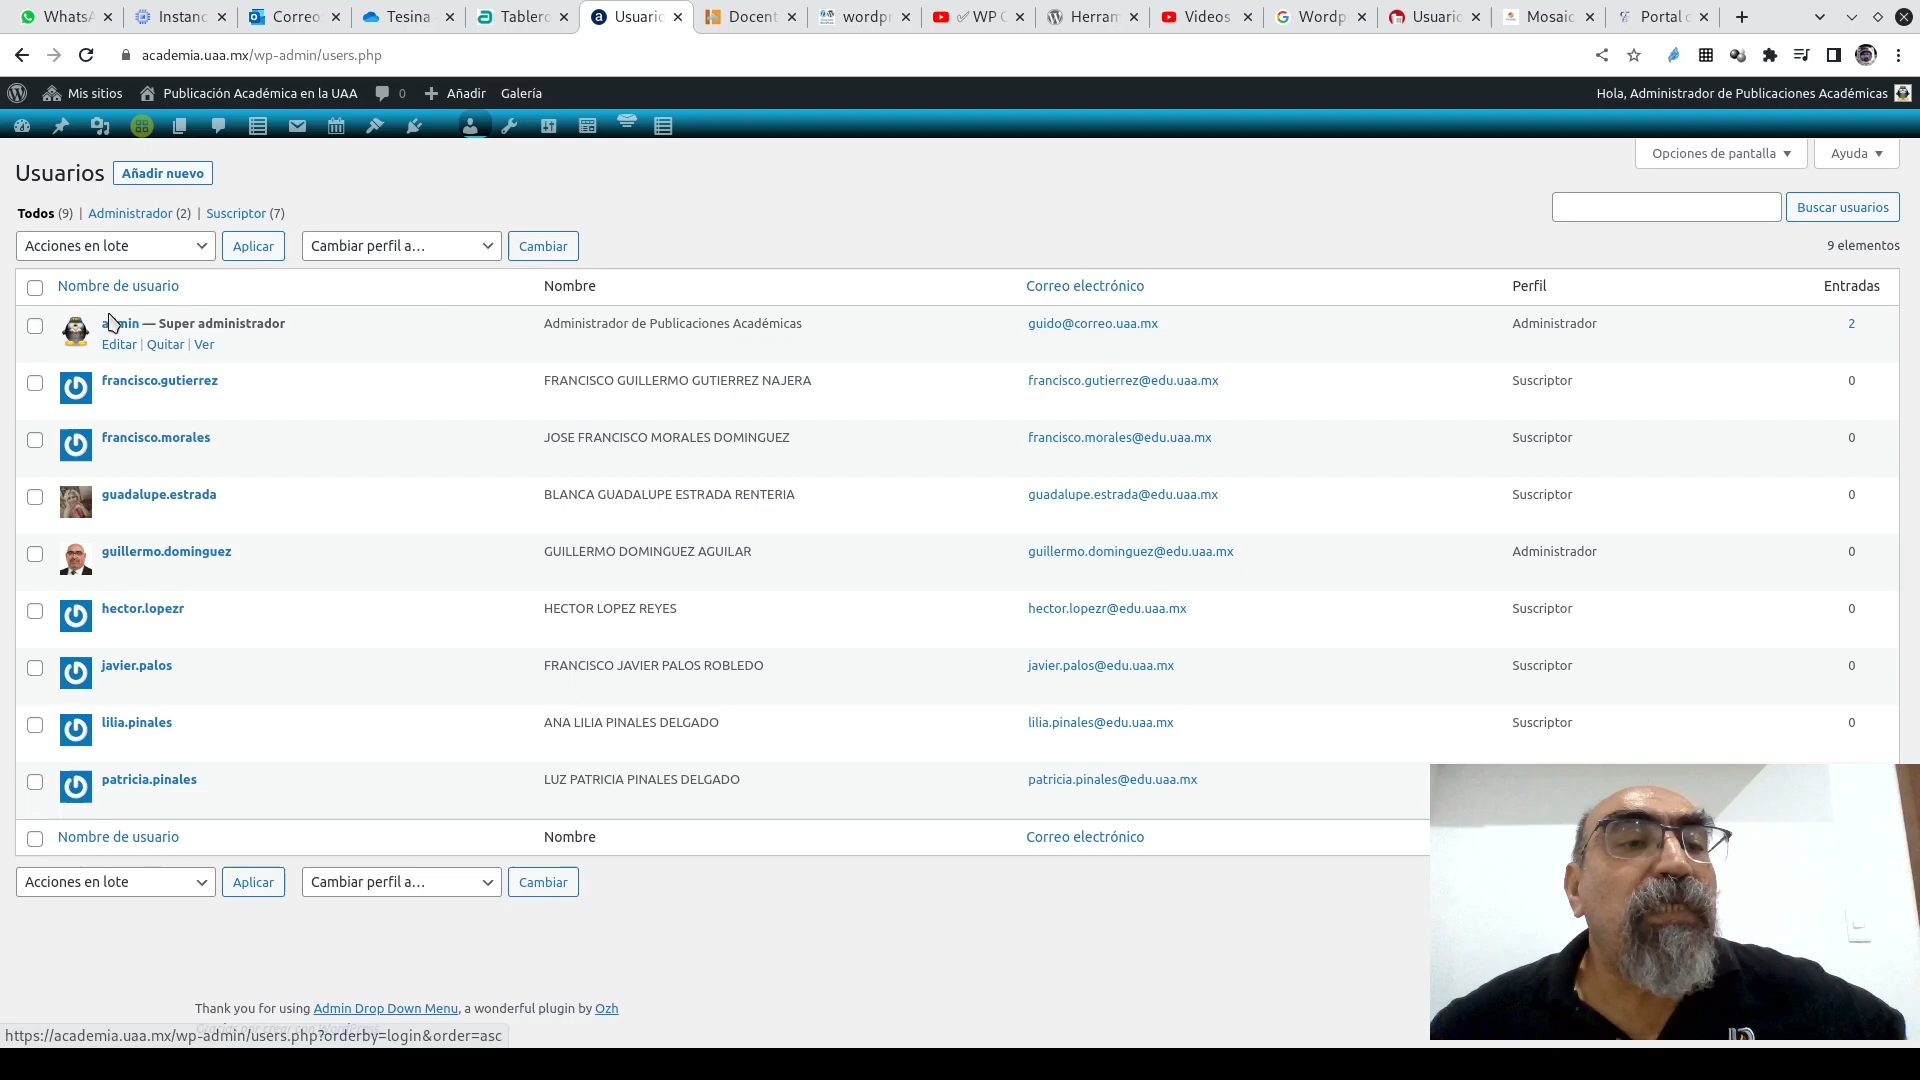 WhatsA
Instanc
Correo
Tesina
Tablero
Usuario
Docent
wordpr
WP C
Herram
Videos
Wordp
Usuario
Mosaic
Portal
academia.uaa.mx/wp-admin/users.php
Mis sitios Publicación Académica en la UAA 0 Añadir Galería Hola, Administrador de Publicaciones Académicas
Opciones de pantalla Ayuda
Usuarios Añadir nuevo
Todos (9) | Administrador (2) | Suscriptor (7)
Buscar usuarios
Acciones en lote Aplicar Cambiar perfil a… Cambiar 9 elementos
Nombre de usuario Nombre Correo electrónico Perfil Entradas
admin — Super administrador Administrador de Publicaciones Académicas guido@correo.uaa.mx Administrador 2
Editar | Quitar | Ver
francisco.gutierrez FRANCISCO GUILLERMO GUTIERREZ NAJERA francisco.gutierrez@edu.uaa.mx Suscriptor 0
francisco.morales JOSE FRANCISCO MORALES DOMINGUEZ francisco.morales@edu.uaa.mx Suscriptor 0
guadalupe.estrada BLANCA GUADALUPE ESTRADA RENTERIA guadalupe.estrada@edu.uaa.mx Suscriptor 0
guillermo.dominguez GUILLERMO DOMINGUEZ AGUILAR guillermo.dominguez@edu.uaa.mx Administrador 0
hector.lopezr HECTOR LOPEZ REYES hector.lopezr@edu.uaa.mx Suscriptor 0
javier.palos FRANCISCO JAVIER PALOS ROBLEDO javier.palos@edu.uaa.mx Suscriptor 0
lilia.pinales ANA LILIA PINALES DELGADO lilia.pinales@edu.uaa.mx Suscriptor 0
patricia.pinales LUZ PATRICIA PINALES DELGADO patricia.pinales@edu.uaa.mx
Nombre de usuario Nombre Correo electrónico
Acciones en lote Aplicar Cambiar perfil a… Cambiar
Thank you for using Admin Drop Down Menu, a wonderful plugin by Ozh
https://academia.uaa.mx/wp-admin/users.php?orderby=login&order=asc